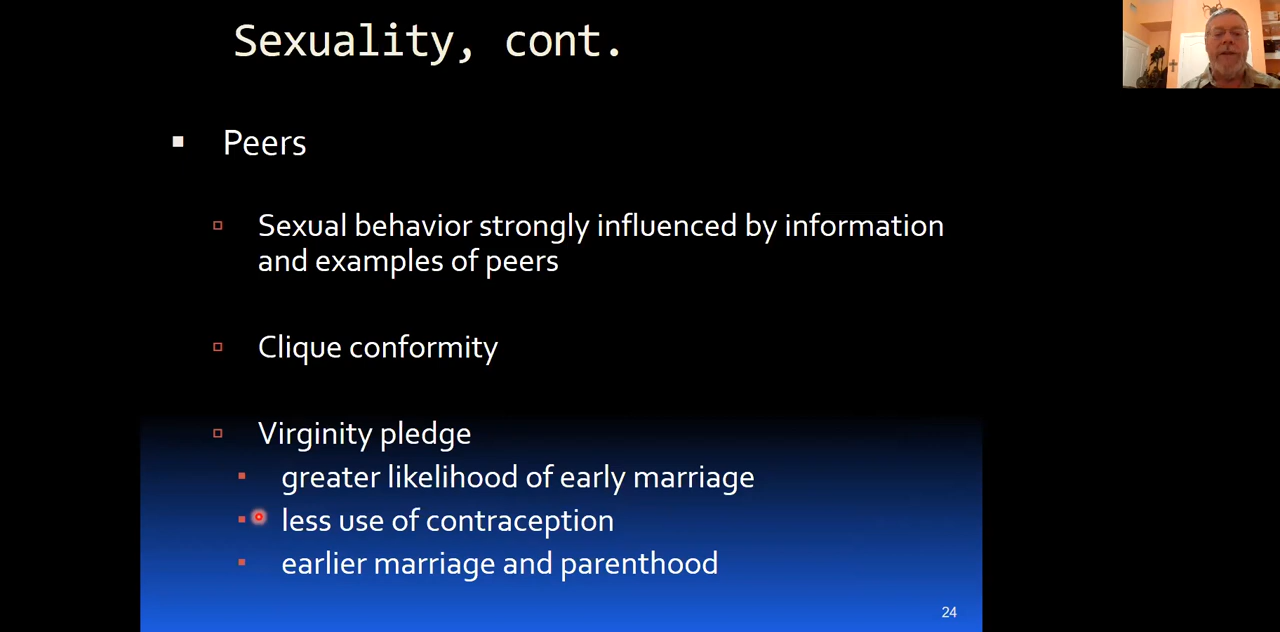 Sexuality, cont.
Peers
Sexual behavior strongly influenced by information
and examples of peers
Clique conformity
Virginity pledge
greater likelihood of early marriage
less use of contraception
earlier marriage and parenthood
24